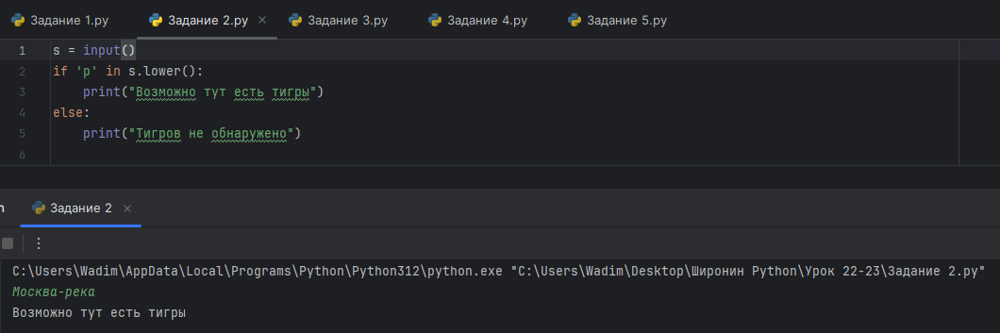 Задание 1.py Задание 2.py Задание 3.py Задание 4.py Задание 5.py
1 s = input()
2 if 'р' in s.lower():
3 print("Возможно тут есть тигры")
4 else:
5 print("Тигров не обнаружено")
6
Задание 2
C:\Users\Wadim\AppData\Local\Programs\Python\Python312\python.exe "C:\Users\Wadim\Desktop\Широнин Python\Урок 22-23\Задание 2.py"
Москва-река
Возможно тут есть тигры